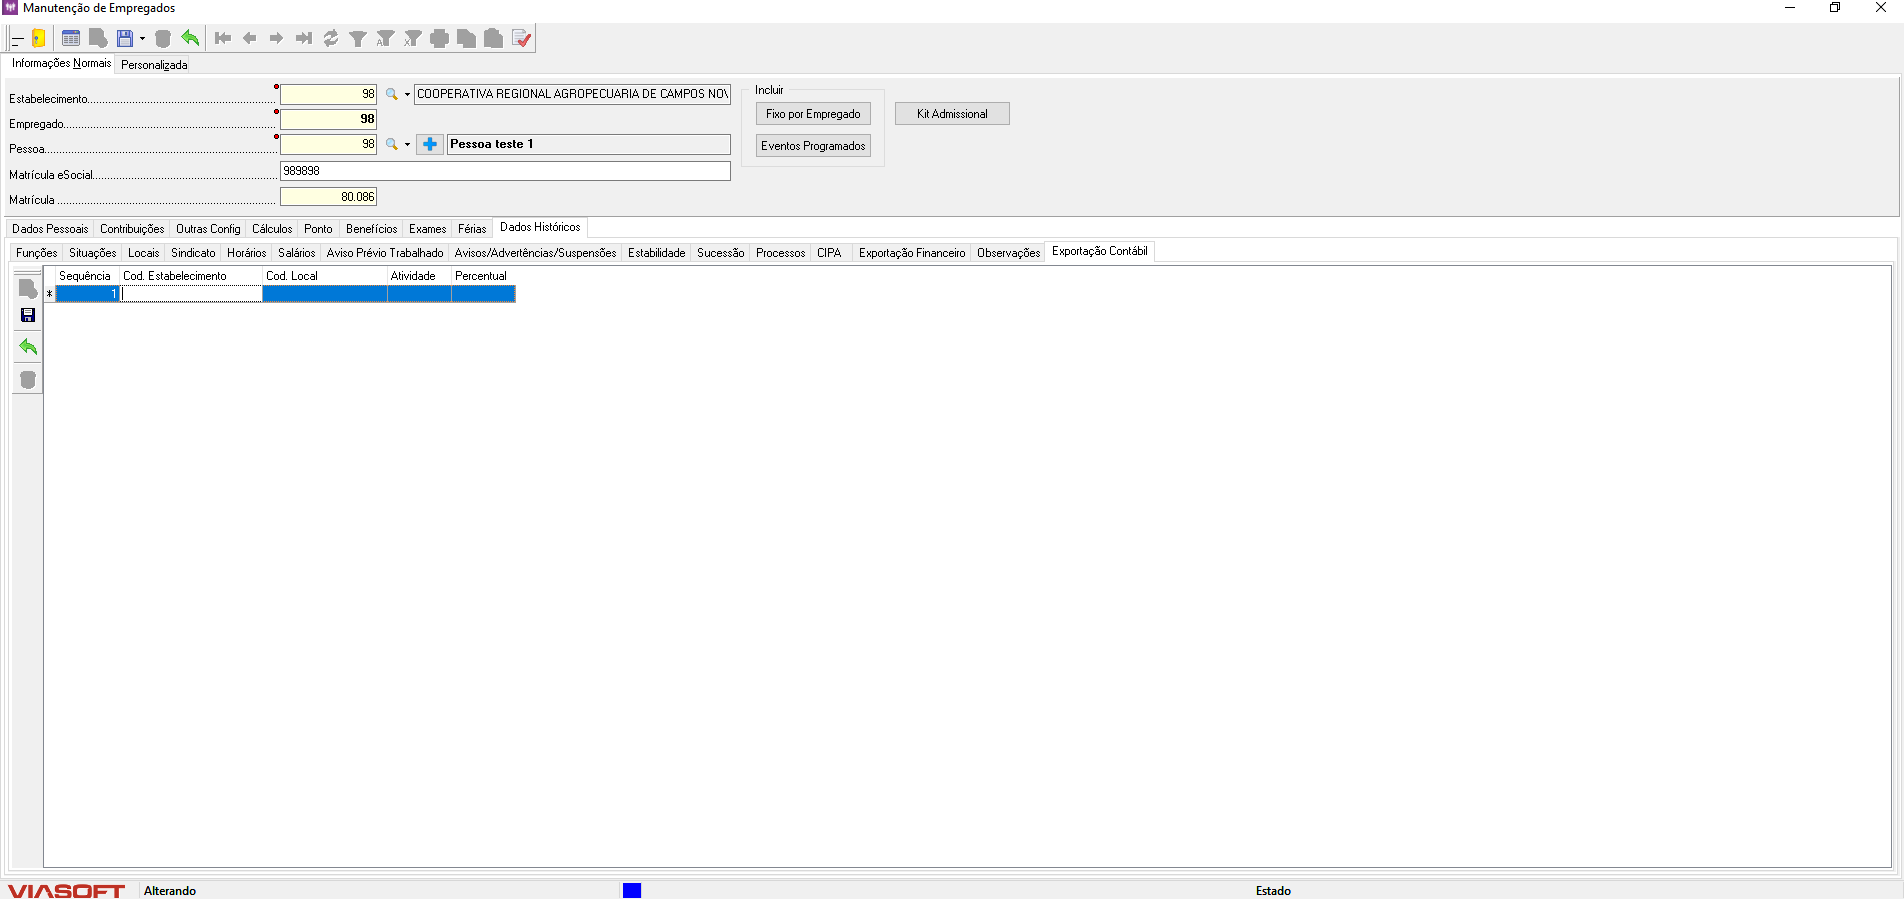 Manutenção de Empregados
Informações Normais Personalizada
Estabelecimento 98 COOPERATIVA REGIONAL AGROPECUARIA DE CAMPOS NOV
Empregado 98
Pessoa 98 Pessoa teste 1
Matrícula eSocial 989898
Matrícula 80.086
Incluir
Fixo por Empregado
Eventos Programados
Kit Admissional
Dados Pessoais Contribuições Outras Config Cálculos Ponto Benefícios Exames Férias Dados Históricos
Funções Situações Locais Sindicato Horários Salários Aviso Prévio Trabalhado Avisos/Advertências/Suspensões Estabilidade Sucessão Processos CIPA Exportação Financeiro Observações Exportação Contábil
Sequência Cod. Estabelecimento Cod. Local Atividade Percentual
* 1
VIASOFT Alterando Estado